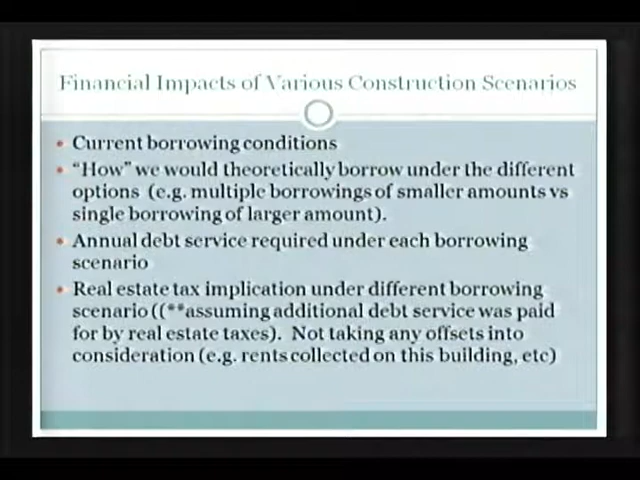 Financial Impacts of Various Construction Scenarios
• Current borrowing conditions
• “How” we would theoretically borrow under the different
options (e.g. multiple borrowings of smaller amounts vs
single borrowing of larger amount).
• Annual debt service required under each borrowing
scenario
• Real estate tax implication under different borrowing
scenario ((**assuming additional debt service was paid
for by real estate taxes). Not taking any offsets into
consideration (e.g. rents collected on this building, etc)